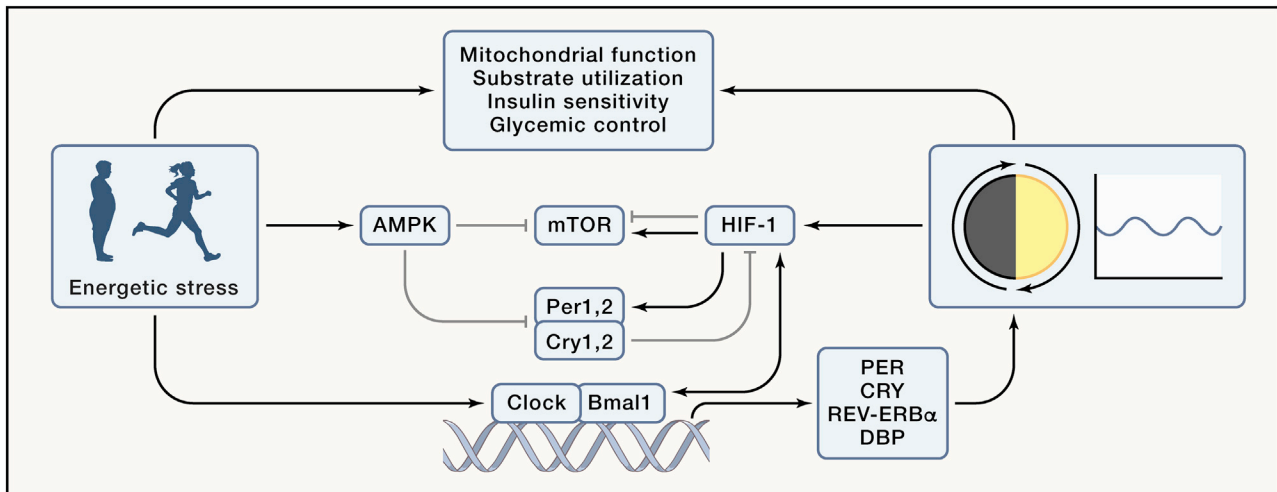 Mitochondrial function
Substrate utilization
Insulin sensitivity
Glycemic control
Energetic stress
AMPK
mTOR
HIF-1
Per1,2
Cry1,2
Clock
Bmal1
PER
CRY
REV-ERBα
DBP